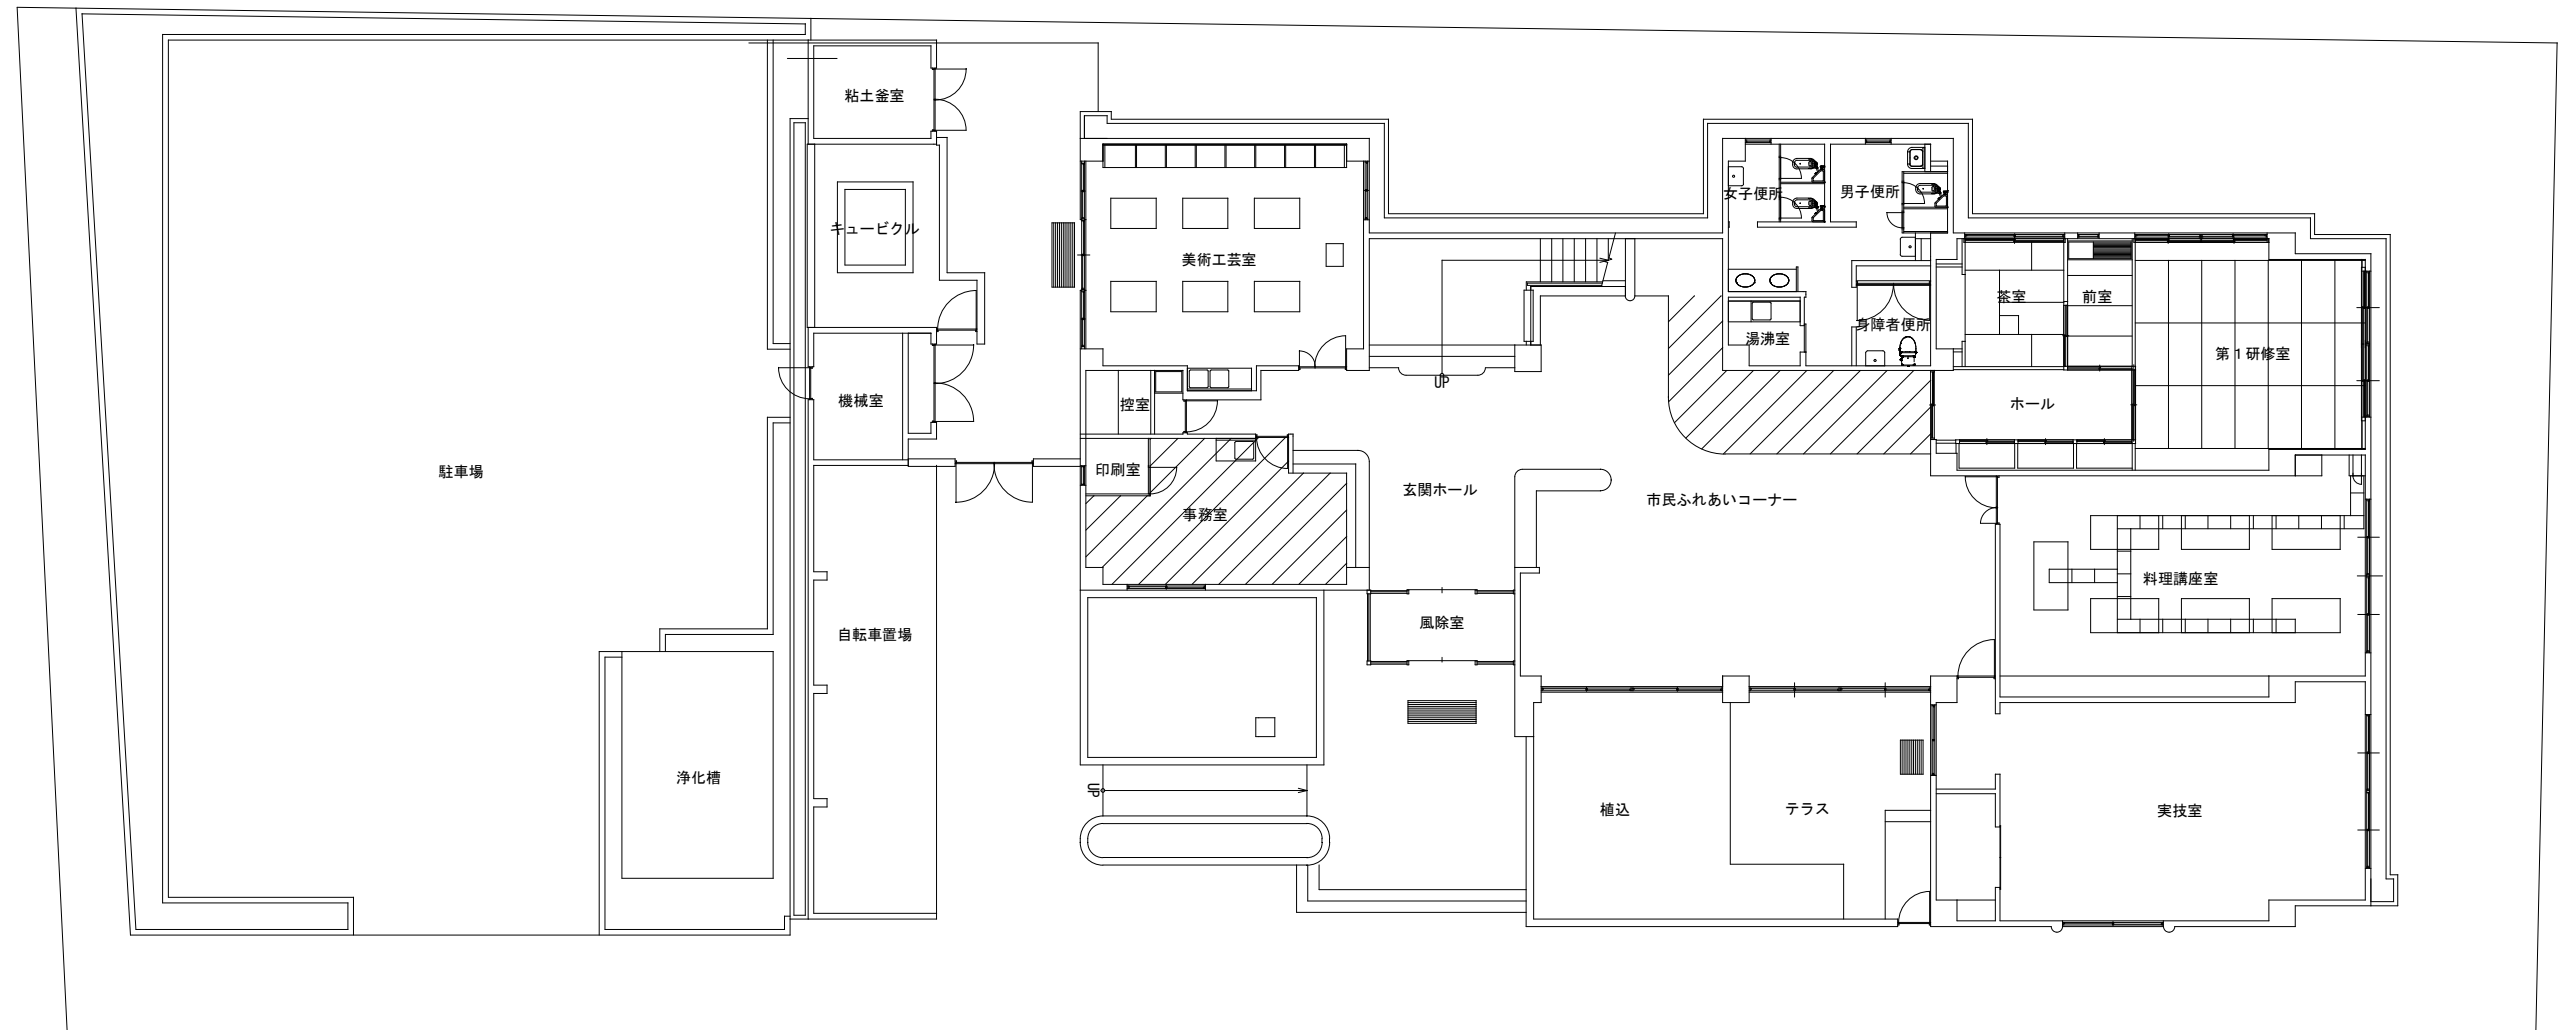 粘土釜室
キュービクル
機械室
駐車場
自転車置場
浄化槽
美術工芸室
控室
印刷室
事務室
UP
玄関ホール
風除室
UP
女子便所
男子便所
湯沸室
身障者便所
茶室
前室
第1研修室
ホール
市民ふれあいコーナー
料理講座室
植込
テラス
実技室